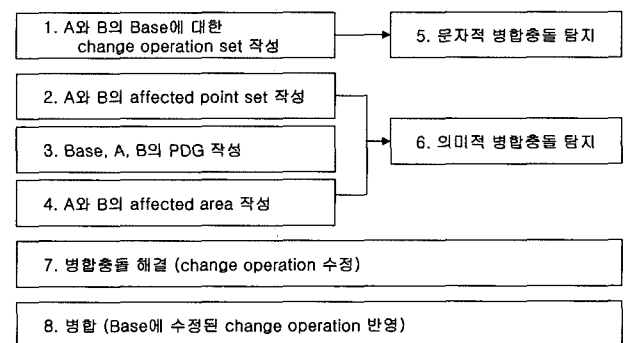 1. A와 B의 Base에 대한
change operation set 작성
5. 문자적 병합충돌 탐지
2. A와 B의 affected point set 작성
3. Base, A, B의 PDG 작성
6. 의미적 병합충돌 탐지
4. A와 B의 affected area 작성
7. 병합충돌 해결 (change operation 수정)
8. 병합 (Base에 수정된 change operation 반영)